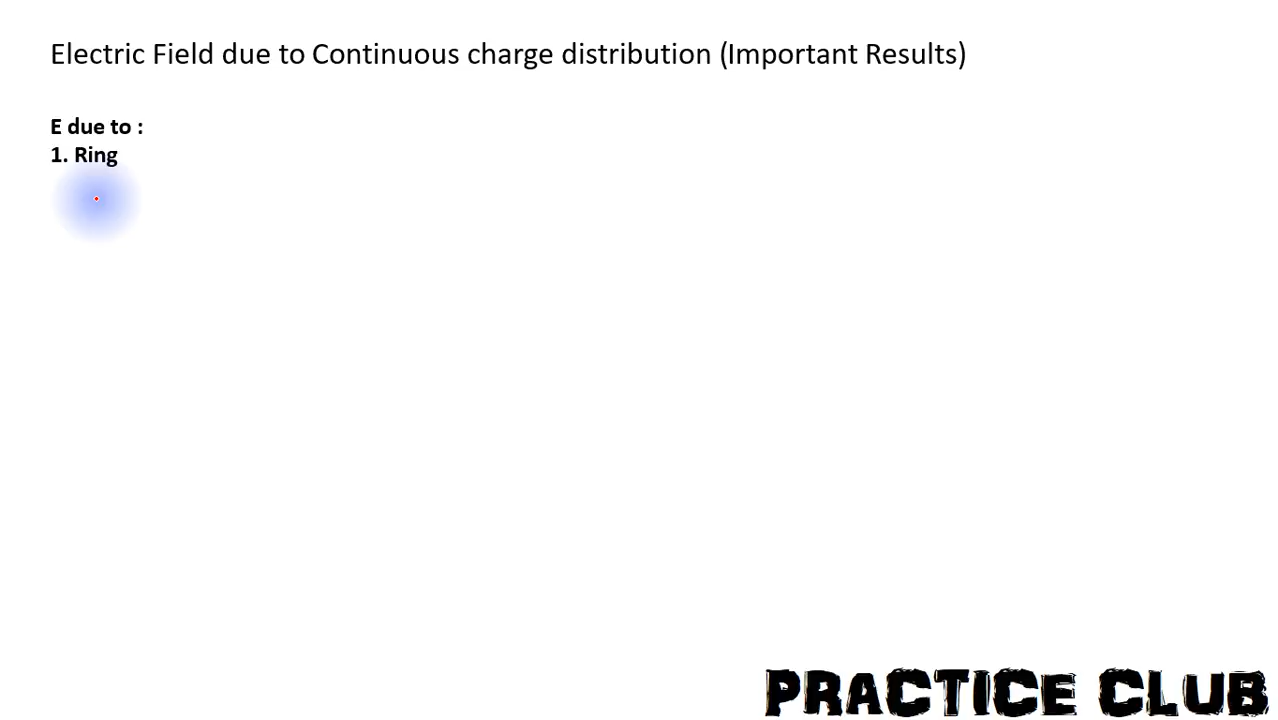 Electric Field due to Continuous charge distribution (Important Results)
E due to :
1. Ring
PRACTICE CLUB